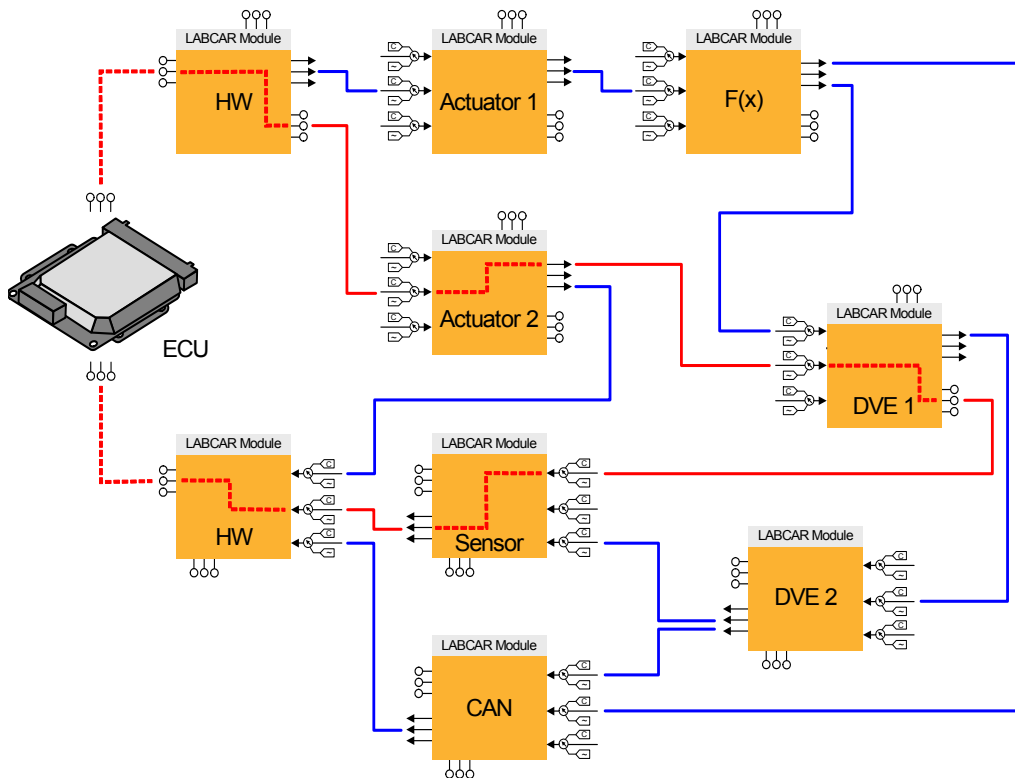 LABCAR Module
HW
C
~
C
~
C
~
LABCAR Module
Actuator 1
C
~
C
~
C
~
LABCAR Module
F(x)
C
~
C
~
C
~
LABCAR Module
Actuator 2
ECU
C
~
C
~
C
~
LABCAR Module
DVE 1
LABCAR Module
HW
C
~
C
~
C
~
LABCAR Module
Sensor
C
~
C
~
C
~
LABCAR Module
DVE 2
C
~
C
~
C
~
LABCAR Module
CAN
C
~
C
~
C
~